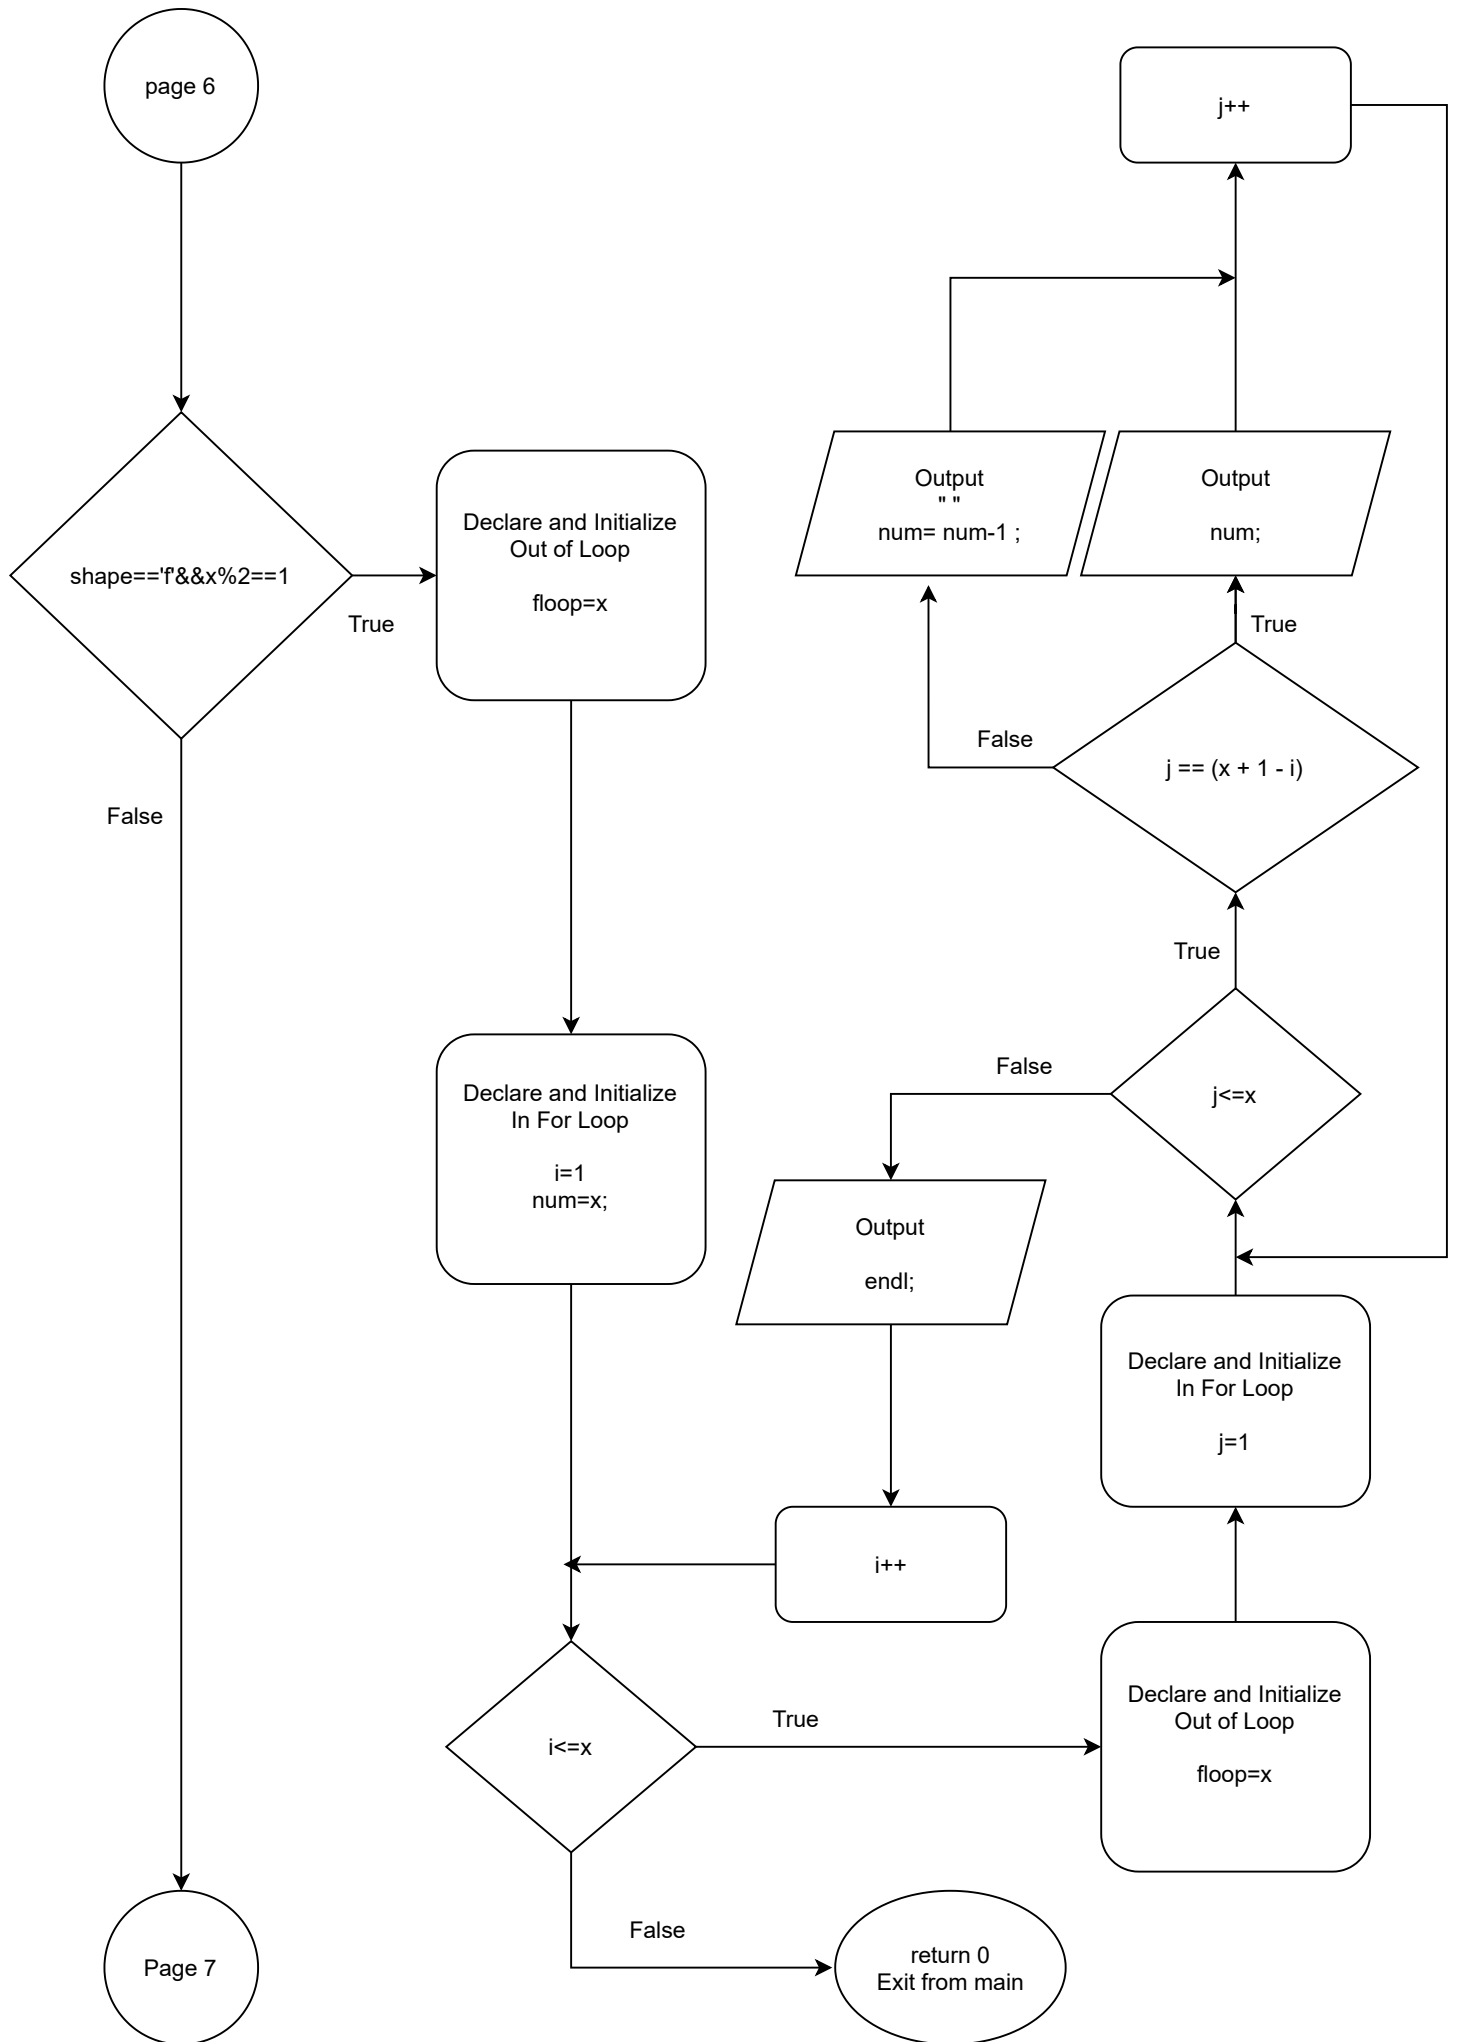 page 6
shape=='f'&&x%2==1
True
False
Declare and Initialize
Out of Loop
floop=x
Declare and Initialize
In For Loop
i=1
num=x;
i<=x
True
False
return 0
Exit from main
Page 7
Declare and Initialize
Out of Loop
floop=x
Declare and Initialize
In For Loop
j=1
j<=x
True
False
Output
endl;
i++
j == (x + 1 - i)
True
False
Output
" "
num= num-1 ;
Output
num;
j++